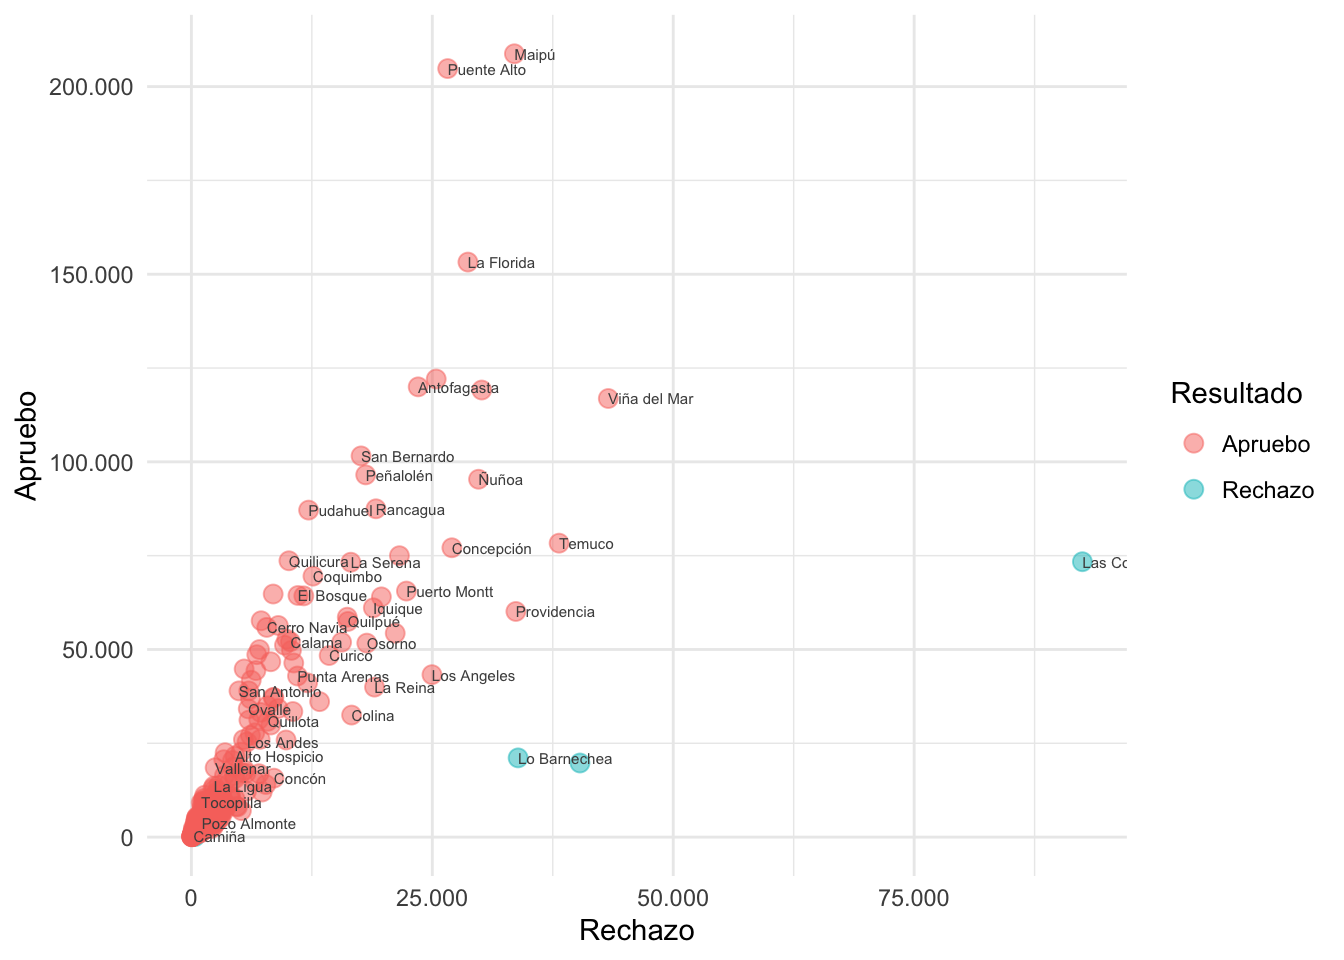 Maipú
Puente Alto
200.000
150.000
La Florida
Antofagasta
Viña del Mar
100.000
San Bernardo
Peñalolén
Ñuñoa
Pudahuel
Rancagua
Concepción
Temuco
Quilicura
La Serena
Las Co
Coquimbo
El Bosque
Puerto Montt
Iquique
Providencia
Quilpué
Cerro Navia
Calama
Osorno
50.000
Curicó
Punta Arenas
Los Angeles
La Reina
San Antonio
Ovalle
Colina
Quillota
Los Andes
Alto Hospicio
Lo Barnechea
Vallenar
Concón
La Ligua
Tocopilla
Pozo Almonte
Camiña
0
0
25.000
50.000
75.000
Rechazo
Apruebo
Resultado
Apruebo
Rechazo